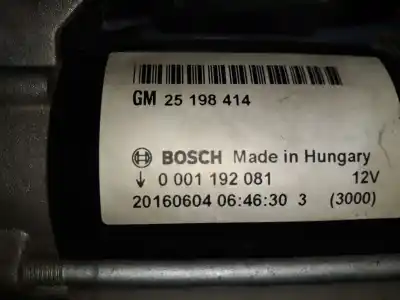 GM 25 198 414
BOSCH Made in Hungary
0 001 192 081 12V
20160604 06:46:30 3 (3000)